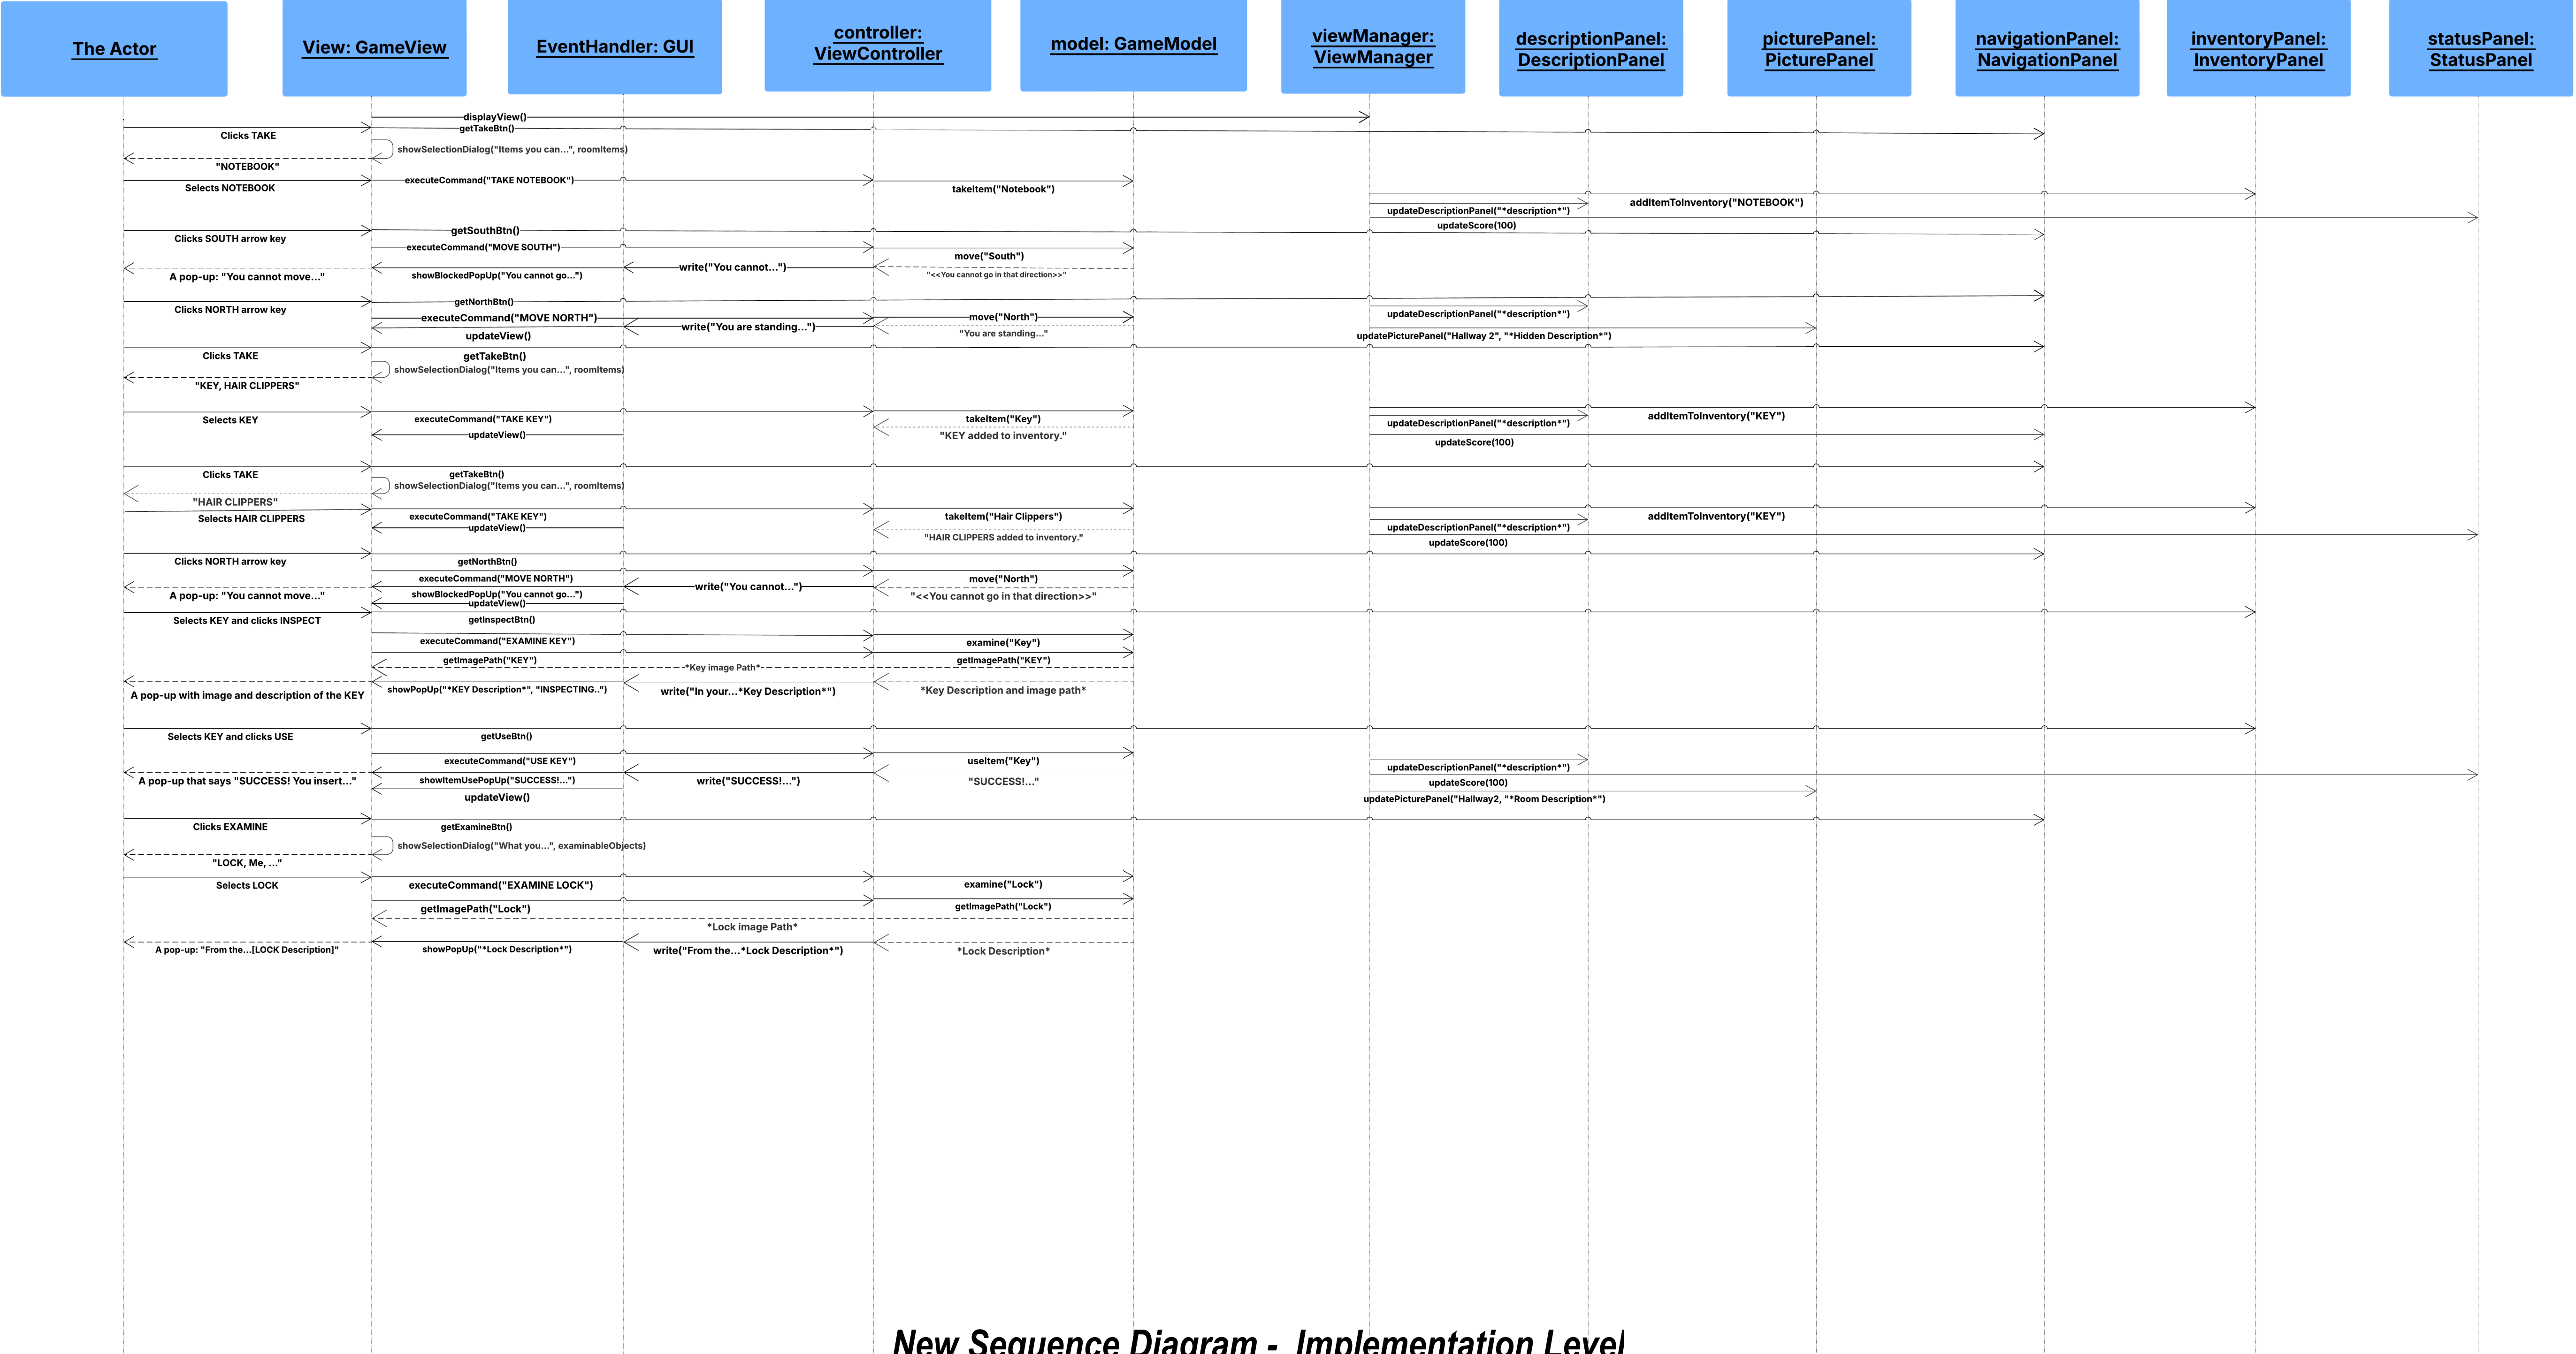 The Actor
View: GameView
EventHandler: GUI
controller:
ViewController
model: GameModel
viewManager:
ViewManager
descriptionPanel:
DescriptionPanel
picturePanel:
PicturePanel
navigationPanel:
NavigationPanel
inventoryPanel:
InventoryPanel
statusPanel:
StatusPanel
displayView()
getTakeBtn()
Clicks TAKE
showSelectionDialog("Items you can...", roomItems)
"NOTEBOOK"
executeCommand("TAKE NOTEBOOK")
Selects NOTEBOOK
takeItem("Notebook")
addItemToInventory("NOTEBOOK")
updateDescriptionPanel("*description*")
updateScore(100)
getSouthBtn()
Clicks SOUTH arrow key
executeCommand("MOVE SOUTH")
move("South")
write("You cannot...")
"<<You cannot go in that direction>>"
showBlockedPopUp("You cannot go...")
A pop-up: "You cannot move..."
getNorthBtn()
Clicks NORTH arrow key
updateDescriptionPanel("*description*")
executeCommand("MOVE NORTH")
move("North")
write("You are standing...")
"You are standing..."
updateView()
updatePicturePanel("Hallway 2", "*Hidden Description*")
Clicks TAKE
getTakeBtn()
showSelectionDialog("Items you can...", roomItems)
"KEY, HAIR CLIPPERS"
Selects KEY
executeCommand("TAKE KEY")
takeItem("Key")
addItemToInventory("KEY")
updateDescriptionPanel("*description*")
updateView()
"KEY added to inventory."
updateScore(100)
Clicks TAKE
getTakeBtn()
showSelectionDialog("Items you can...", roomItems)
"HAIR CLIPPERS"
Selects HAIR CLIPPERS
executeCommand("TAKE KEY")
takeItem("Hair Clippers")
addItemToInventory("KEY")
updateView()
updateDescriptionPanel("*description*")
"HAIR CLIPPERS added to inventory."
updateScore(100)
Clicks NORTH arrow key
getNorthBtn()
executeCommand("MOVE NORTH")
move("North")
write("You cannot...")
"<<You cannot go in that direction>>"
showBlockedPopUp("You cannot go...")
A pop-up: "You cannot move..."
updateView()
Selects KEY and clicks INSPECT
getInspectBtn()
executeCommand("EXAMINE KEY")
examine("Key")
getImagePath("KEY")
getImagePath("KEY")
*Key image Path*
showPopUp("*KEY Description*", "INSPECTING..")
write("In your...*Key Description*")
*Key Description and image path*
A pop-up with image and description of the KEY
Selects KEY and clicks USE
getUseBtn()
executeCommand("USE KEY")
useItem("Key")
updateDescriptionPanel("*description*")
A pop-up that says "SUCCESS! You insert..."
showItemUsePopUp("SUCCESS!...")
write("SUCCESS!...")
"SUCCESS!..."
updateScore(100)
updateView()
updatePicturePanel("Hallway2, "*Room Description*")
Clicks EXAMINE
getExamineBtn()
showSelectionDialog("What you...", examinableObjects)
"LOCK, Me, ..."
Selects LOCK
executeCommand("EXAMINE LOCK")
examine("Lock")
getImagePath("Lock")
getImagePath("Lock")
*Lock image Path*
A pop-up: "From the...[LOCK Description]"
showPopUp("*Lock Description*")
write("From the...*Lock Description*")
*Lock Description*
New Sequence Diagram - Implementation Level